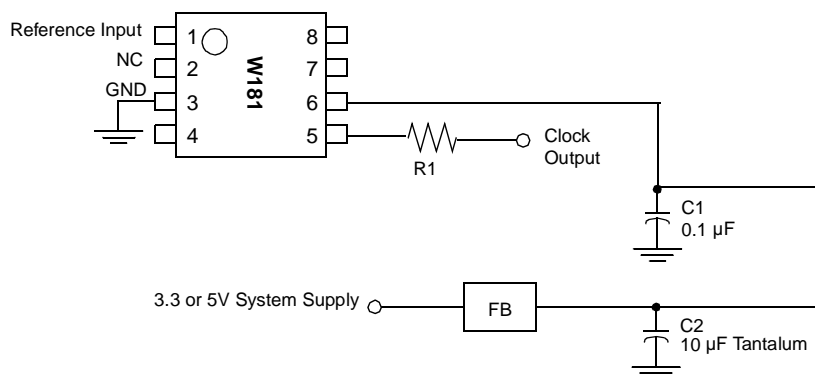 Reference Input
1
8
NC
2
7
W181
GND
3
6
4
5
R1
Clock
Output
C1
0.1 µF
3.3 or 5V System Supply
FB
C2
10 µF Tantalum